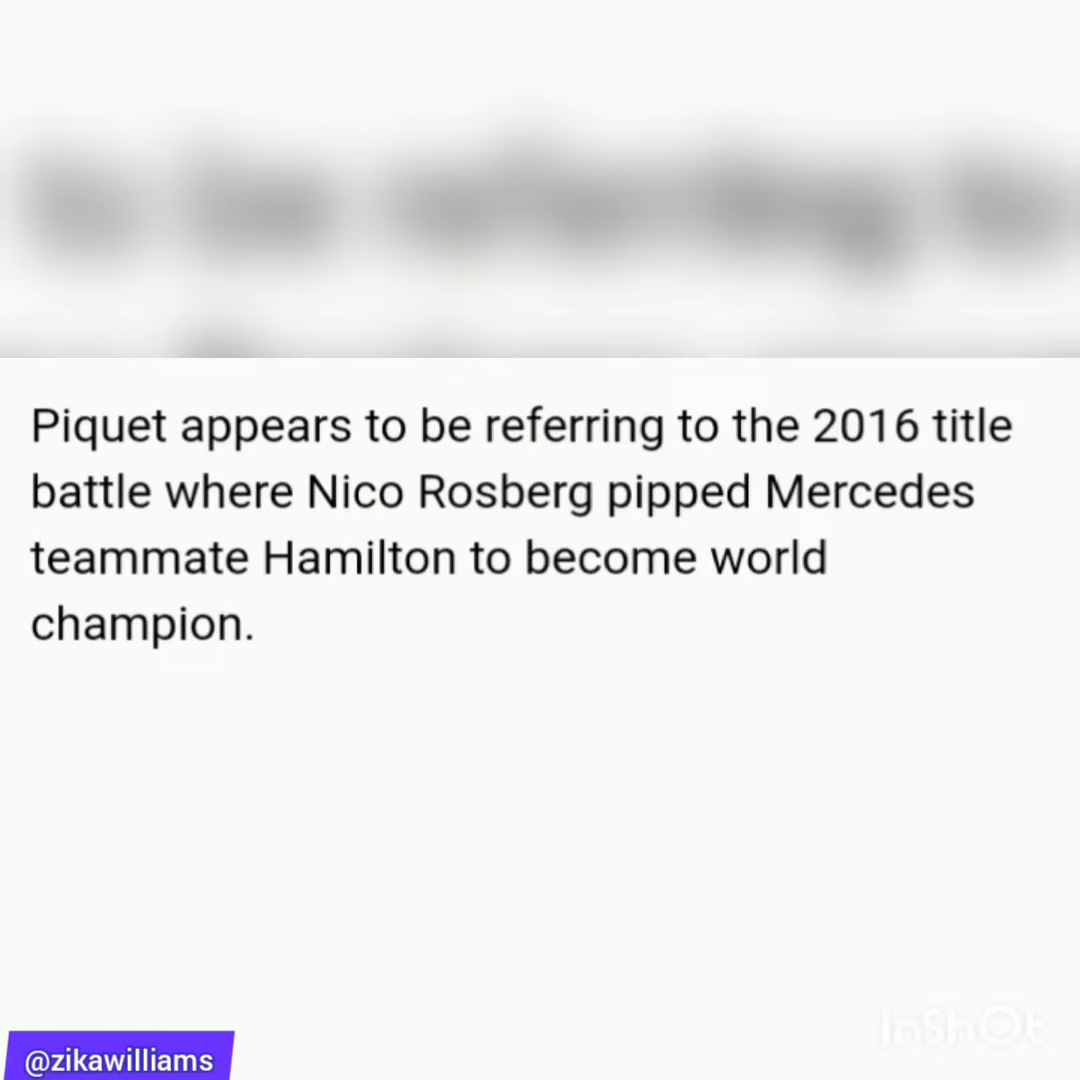 Piquet appears to be referring to the 2016 title
battle where Nico Rosberg pipped Mercedes
teammate Hamilton to become world
champion.
InShOt
@zikawilliams